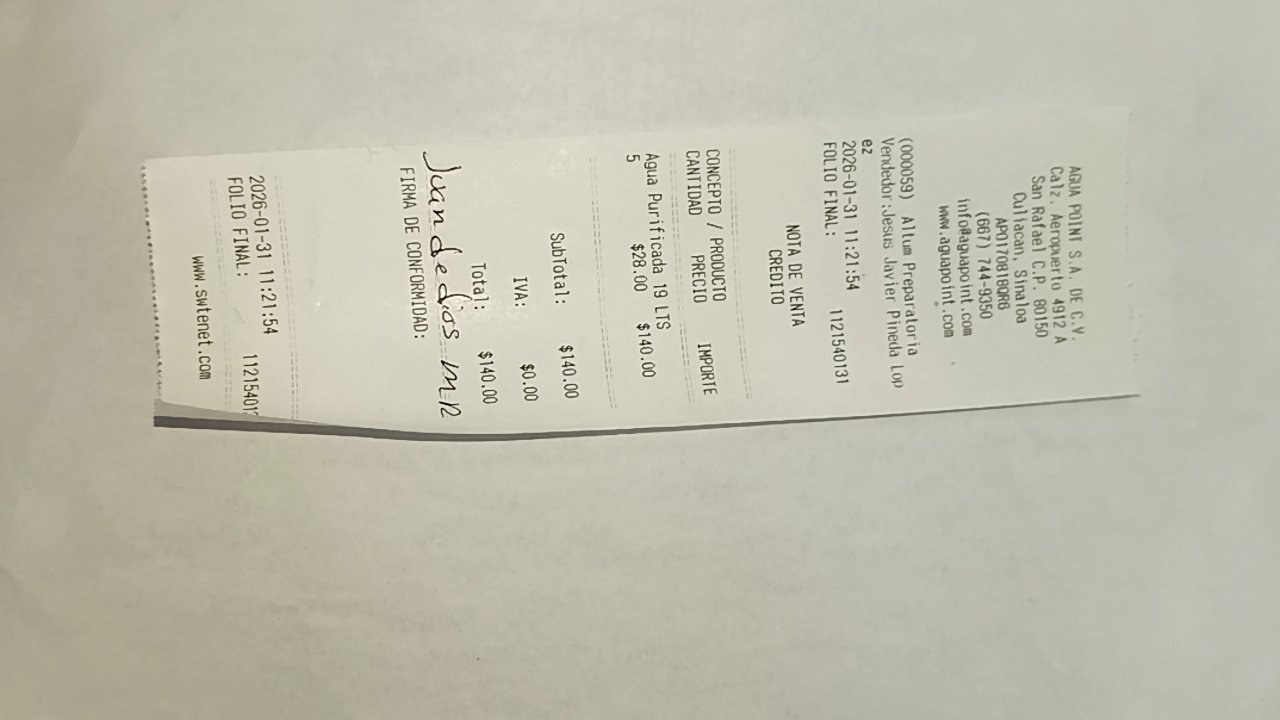 AGUA POINT S.A. DE C.V.
Calz. Aeropuerto 4912 A
San Rafael C.P. 80150
Culiacan, Sinaloa
APO170818QR6
(667) 744-9350
info@aguapoint.com
www.aguapoint.com
(000059) Altum Preparatoria
Vendedor:Jesus Javier Pineda Lop
ez
2026-01-31 11:21:54
FOLIO FINAL: 1121540131
NOTA DE VENTA
CREDITO
CONCEPTO / PRODUCTO
CANTIDAD PRECIO IMPORTE
Agua Purificada 19 LTS
5 $28.00 $140.00
SubTotal: $140.00
IVA: $0.00
Total: $140.00
Juan de dios M R
FIRMA DE CONFORMIDAD:
2026-01-31 11:21:54
FOLIO FINAL: 11215401
www.swtenet.com